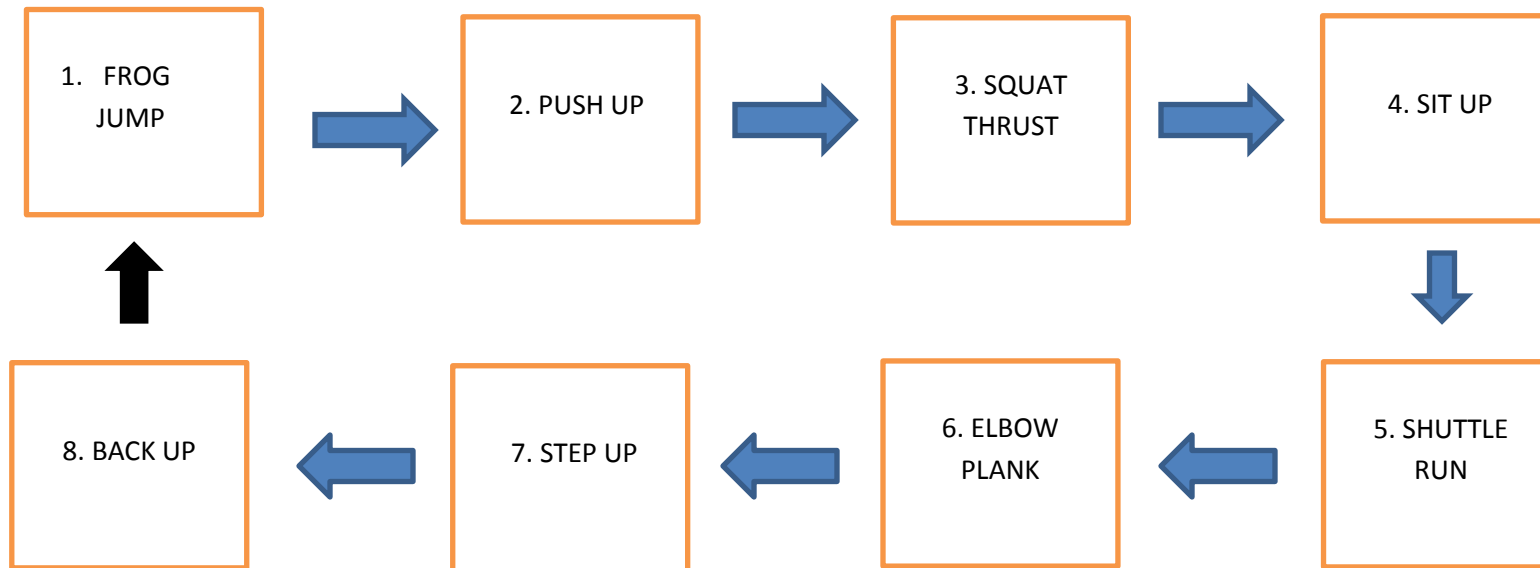 1. FROG
JUMP
2. PUSH UP
3. SQUAT
THRUST
4. SIT UP
5. SHUTTLE
RUN
6. ELBOW
PLANK
7. STEP UP
8. BACK UP